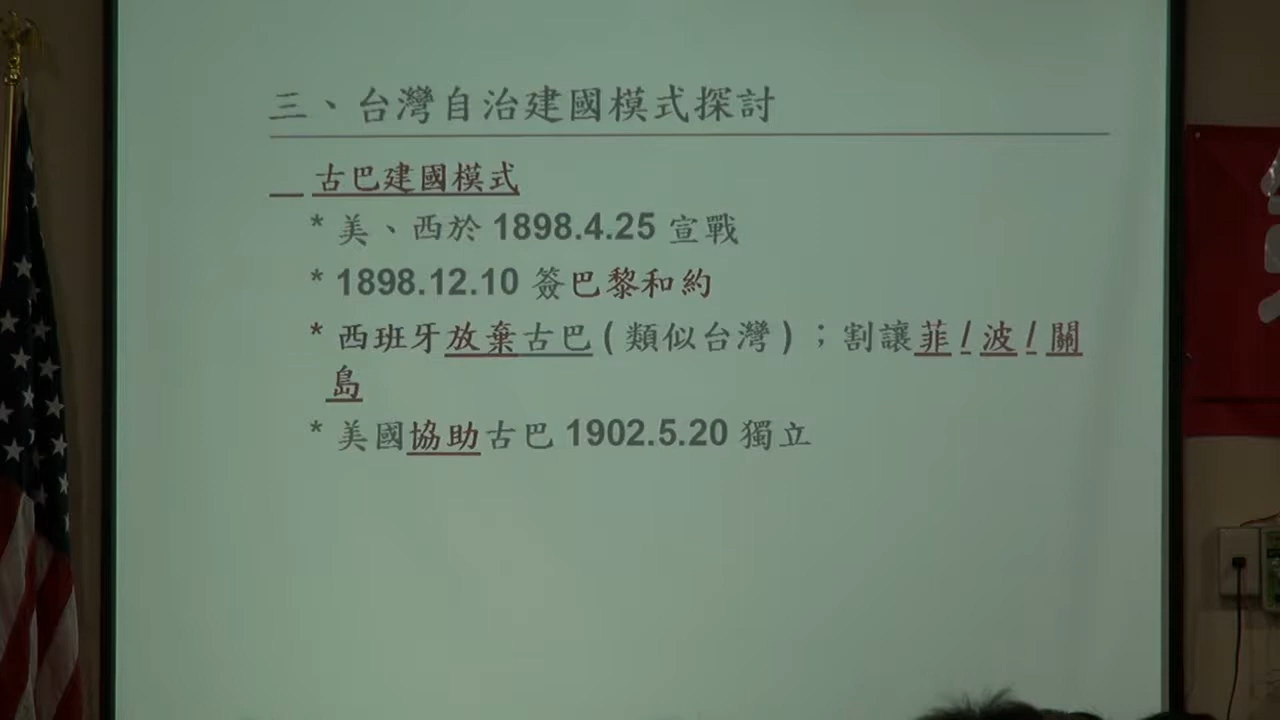 三、台灣自治建國模式探討
古巴建國模式
* 美、西於 1898.4.25 宣戰
* 1898.12.10 簽巴黎和約
* 西班牙放棄古巴(類似台灣)；割讓菲/波/關
島
* 美國協助古巴 1902.5.20 獨立